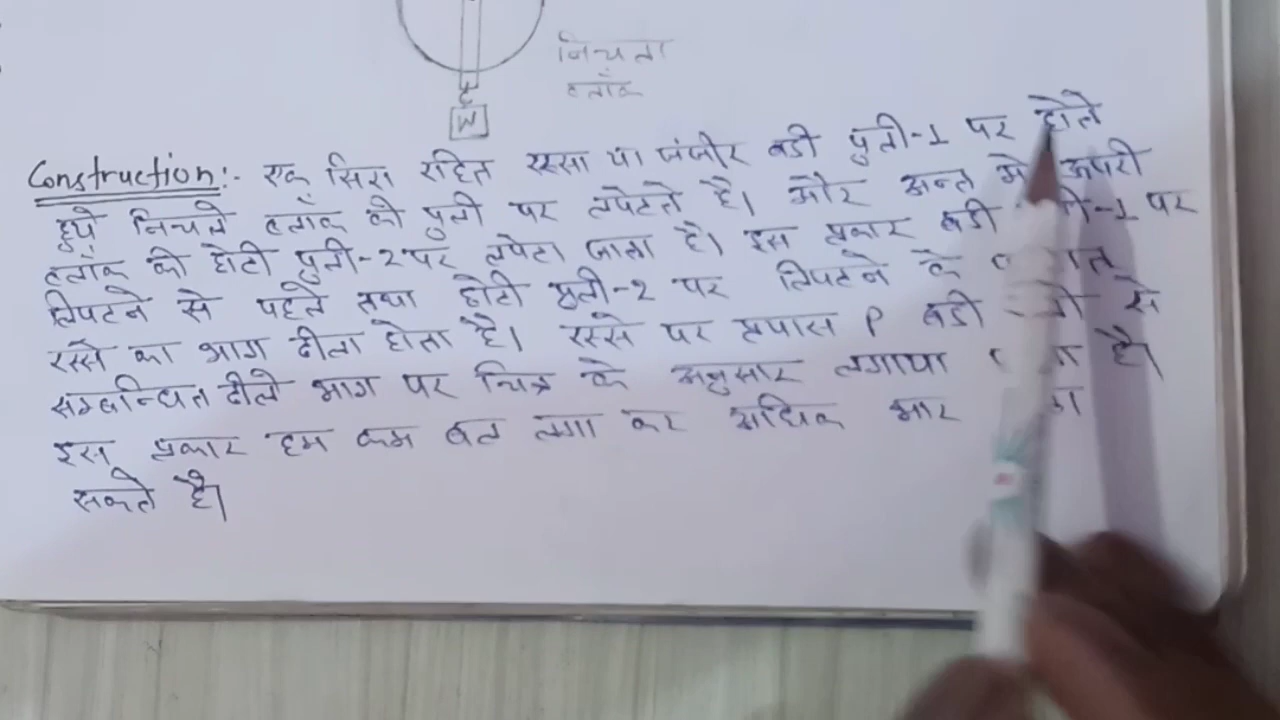 निचला
ब्लॉक
W
Construction:- एक सिरा रहित रस्सा या जंजीर बडी पुली-1 पर होते
हुये निचले ब्लॉक की पुली पर लपेटते है। और अन्त मे ऊपरी
ब्लॉक की छोटी पुली-2 पर लपेटा जाता है। इस प्रकार बडी -1 पर
लिपटने से पहले तथा छोटी पुली-2 पर लिपटने के
रस्से का भाग ढीला होता है। रस्से पर प्रयास P बडी से
सम्बन्धित ढीले भाग पर चित्र के अनुसार लगाया है।
इस प्रकार हम कम बल लगा कर अधिक भार
सकते है।